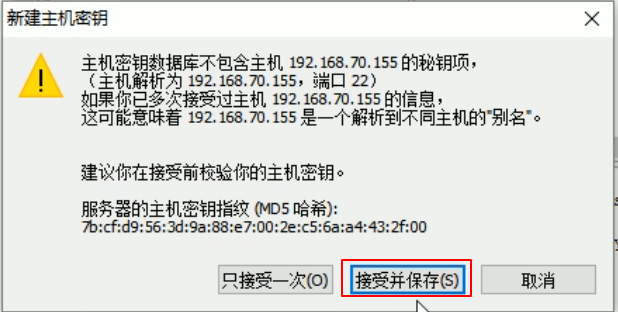 新建主机密钥
主机密钥数据库不包含主机 192.168.70.155 的秘钥项，
（主机解析为 192.168.70.155，端口 22）
如果你已多次接受过主机 192.168.70.155 的信息，
这可能意味着 192.168.70.155 是一个解析到不同主机的"别名"。
建议你在接受前校验你的主机密钥。
服务器的主机密钥指纹 (MD5 哈希):
7b:cf:d9:56:3d:9a:88:e7:00:2e:c5:6a:a4:43:2f:00
只接受一次(O)
接受并保存(S)
取消